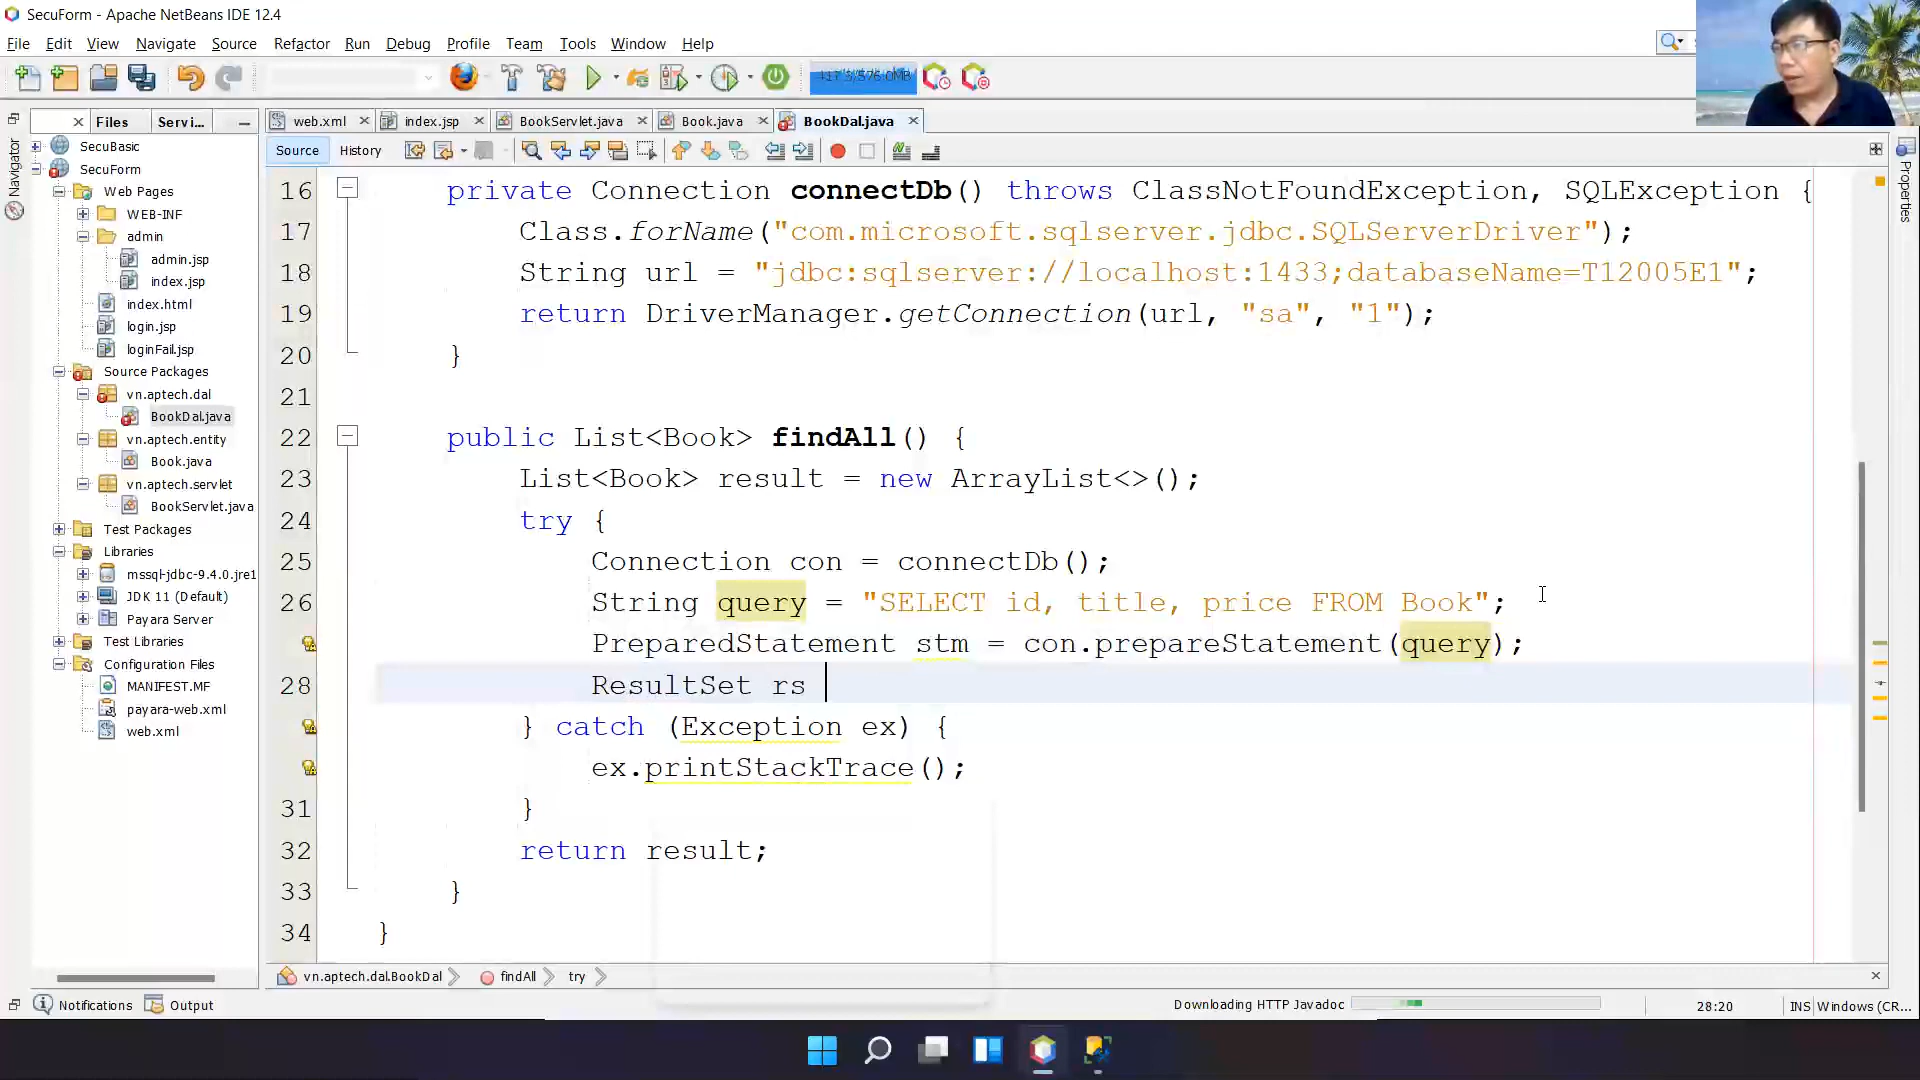 SecuForm - Apache NetBeans IDE 12.4
File Edit View Navigate Source Refactor Run Debug Profile Team Tools Window Help
Files Servi...
web.xml index.jsp BookServlet.java Book.java BookDal.java
Source History
Navigator
Properties
SecuBasic
SecuForm
Web Pages
WEB-INF
admin
admin.jsp
index.jsp
index.html
login.jsp
loginFail.jsp
Source Packages
vn.aptech.dal
BookDal.java
vn.aptech.entity
Book.java
vn.aptech.servlet
BookServlet.java
Test Packages
Libraries
mssql-jdbc-9.4.0.jre1
JDK 11 (Default)
Payara Server
Test Libraries
Configuration Files
MANIFEST.MF
payara-web.xml
web.xml
16 private Connection connectDb() throws ClassNotFoundException, SQLException {
17 Class.forName("com.microsoft.sqlserver.jdbc.SQLServerDriver");
18 String url = "jdbc:sqlserver://localhost:1433;databaseName=T12005E1";
19 return DriverManager.getConnection(url, "sa", "1");
20 }
21
22 public List<Book> findAll() {
23 List<Book> result = new ArrayList<>();
24 try {
25 Connection con = connectDb();
26 String query = "SELECT id, title, price FROM Book";
PreparedStatement stm = con.prepareStatement(query);
28 ResultSet rs
} catch (Exception ex) {
ex.printStackTrace();
31 }
32 return result;
33 }
34 }
vn.aptech.dal.BookDal findAll try
Notifications Output
Downloading HTTP Javadoc
28:20 INS Windows (CR...